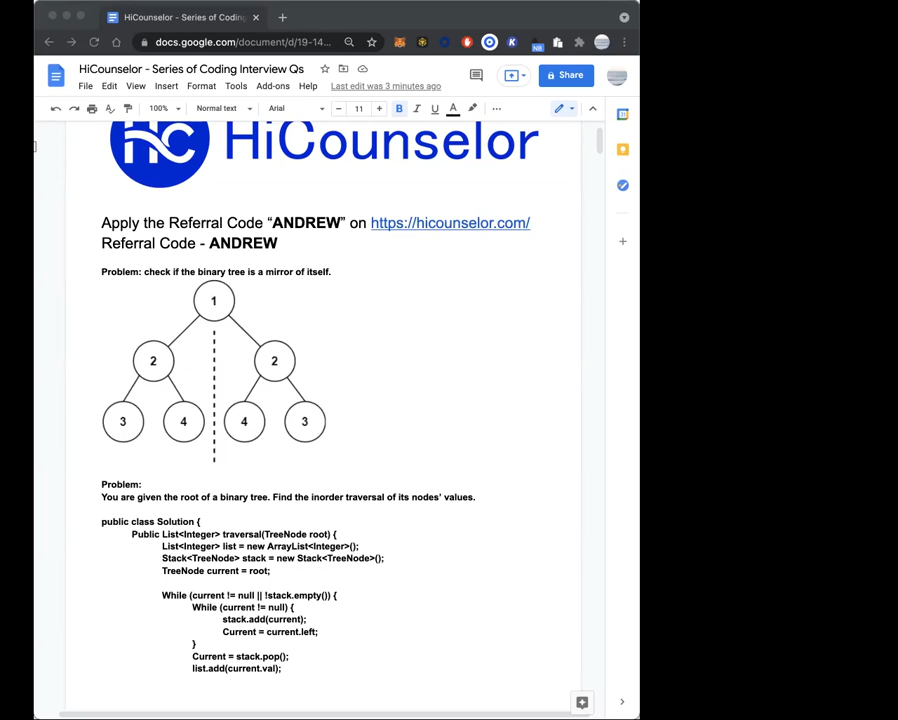 HiCounselor - Series of Coding
docs.google.com/document/d/19-14...
HiCounselor - Series of Coding Interview Qs
File Edit View Insert Format Tools Add-ons Help Last edit was 3 minutes ago
Share
100% Normal text Arial 11 B I U A
HC HiCounselor
Apply the Referral Code “ANDREW” on https://hicounselor.com/
Referral Code - ANDREW
Problem: check if the binary tree is a mirror of itself.
1
2 2
3 4 4 3
Problem:
You are given the root of a binary tree. Find the inorder traversal of its nodes' values.
public class Solution {
Public List<Integer> traversal(TreeNode root) {
List<Integer> list = new ArrayList<Integer>();
Stack<TreeNode> stack = new Stack<TreeNode>();
TreeNode current = root;
While (current != null || !stack.empty()) {
While (current != null) {
stack.add(current);
Current = current.left;
}
Current = stack.pop();
list.add(current.val);